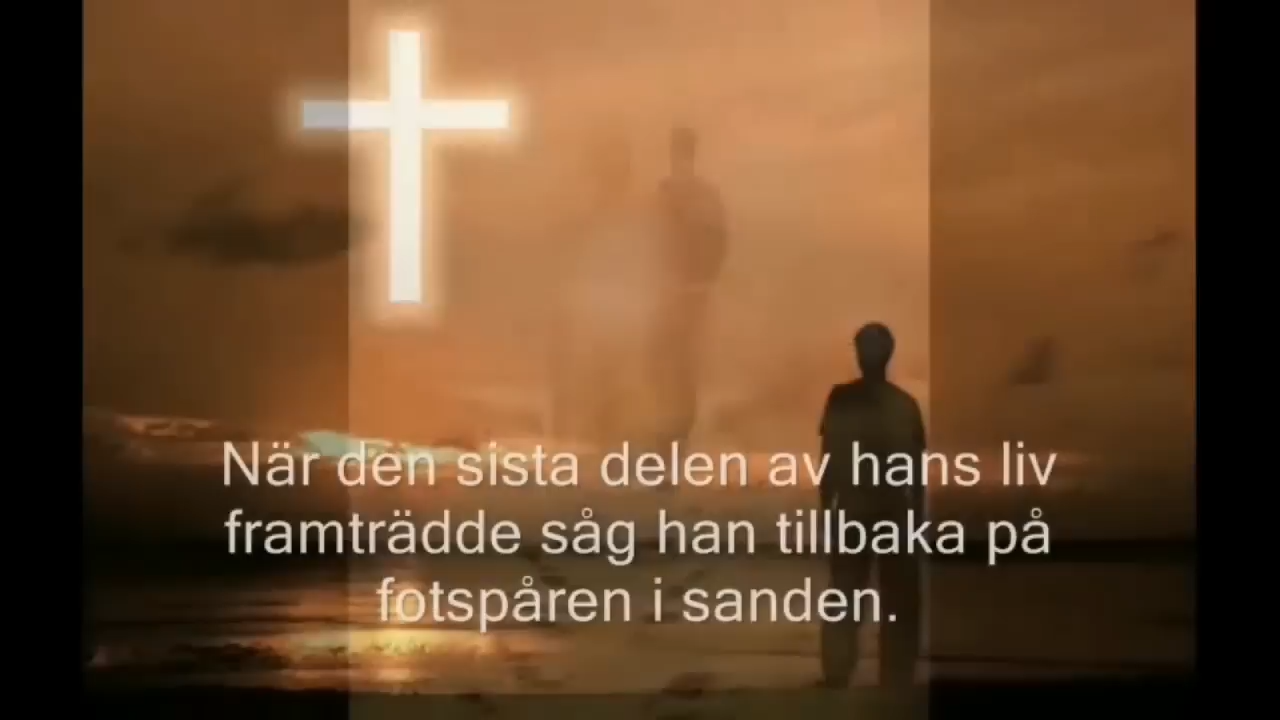 När den sista delen av hans liv
framträdde såg han tillbaka på
fotspåren i sanden.